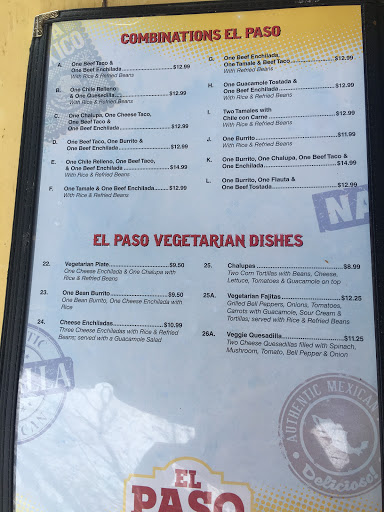 COMBINATIONS EL PASO
A. One Beef Taco &
One Beef Enchilada....$12.99
With Rice & Refried Beans
B. One Chile Relleno
& One Quesadilla....$12.99
With Rice & Refried Beans
C. One Chalupa, One Cheese Taco,
One Beef Taco &
One Beef Enchilada....$12.99
D. One Beef Taco, One Burrito &
One Beef Enchilada....$12.99
E. One Chile Relleno, One Beef Taco,
& One Beef Enchilada....$14.99
With Rice & Refried Beans
F. One Tamale & One Beef Enchilada....$12.99
With Rice & Refried Beans
G. One Beef Enchilada,
One Tamale & Beef Taco....$12.99
With Refried Beans
H. One Guacamole Tostada &
One Beef Enchilada....$12.99
With Rice & Refried Beans
I. Two Tamales with
Chile con Carne....$12.99
With Rice & Refried Beans
J. One Burrito....$11.99
With Rice & Refried Beans
K. One Burrito, One Chalupa, One Beef Taco &
One Enchilada....$14.99
L. One Burrito, One Flauta &
One Beef Tostada....$12.99
EL PASO VEGETARIAN DISHES
22. Vegetarian Plate....$9.50
One Cheese Enchilada & One Chalupa with
Rice & Refried Beans
23. One Bean Burrito....$9.50
One Bean Burrito, One Cheese Enchilada with
Rice
24. Cheese Enchiladas....$10.99
Three Cheese Enchiladas with Rice & Refried
Beans; served with a Guacamole Salad
25. Chalupas....$8.99
Two Corn Tortillas with Beans, Cheese,
Lettuce, Tomatoes & Guacamole on top
25A. Vegetarian Fajitas....$12.25
Grilled Bell Peppers, Onions, Tomatoes,
Carrots with Guacamole, Sour Cream &
Tortillas; served with Rice & Refried Beans
26A. Veggie Quesadilla....$11.25
Two Cheese Quesadillas filled with Spinach,
Mushroom, Tomato, Bell Pepper & Onion
AUTHENTIC MEXICAN
Delicioso!
EL
PASO